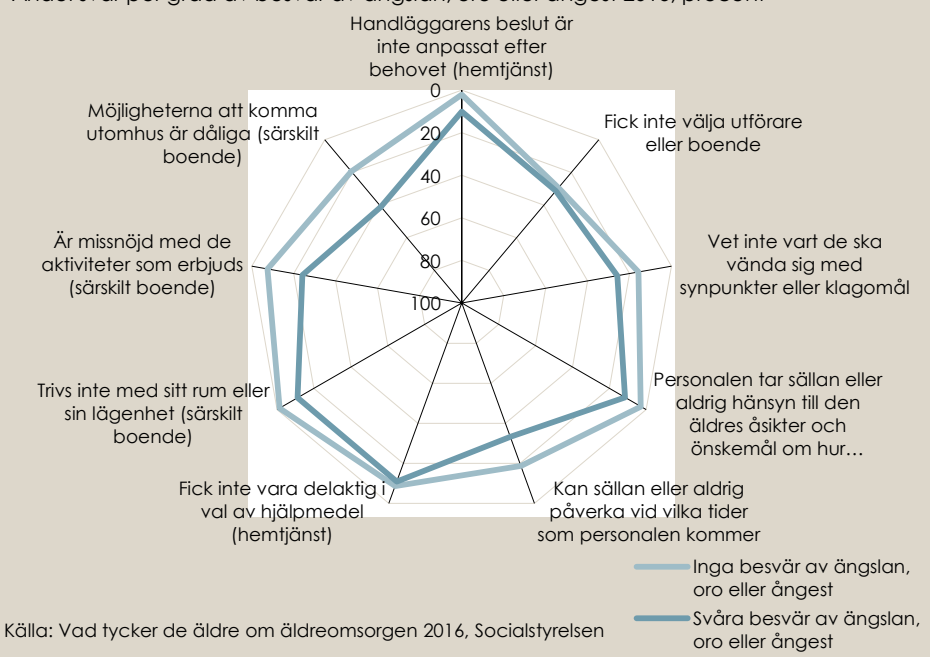 Handläggarens beslut är
inte anpassat efter
behovet (hemtjänst)
Fick inte välja utförare
eller boende
Vet inte vart de ska
vända sig med
synpunkter eller klagomål
Personalen tar sällan eller
aldrig hänsyn till den
äldres åsikter och
önskemål om hur…
Kan sällan eller aldrig
påverka vid vilka tider
som personalen kommer
Fick inte vara delaktig i
val av hjälpmedel
(hemtjänst)
Trivs inte med sitt rum eller
sin lägenhet (särskilt
boende)
Är missnöjd med de
aktiviteter som erbjuds
(särskilt boende)
Möjligheterna att komma
utomhus är dåliga (särskilt
boende)
0
20
40
60
80
100
Inga besvär av ängslan,
oro eller ångest
Svåra besvär av ängslan,
oro eller ångest
Källa: Vad tycker de äldre om äldreomsorgen 2016, Socialstyrelsen